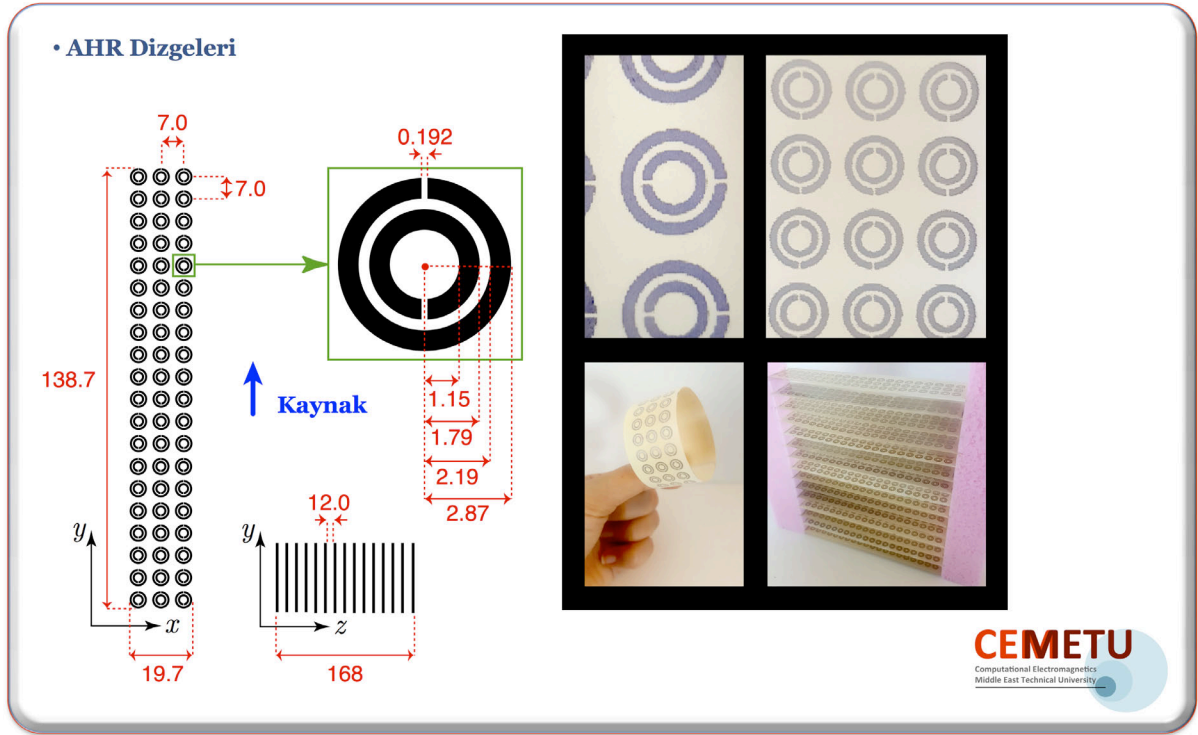 • AHR Dizgeleri
7.0
7.0
138.7
19.7
0.192
1.15
1.79
2.19
2.87
Kaynak
12.0
168
y
x
y
z
CEMETU
Computational Electromagnetics
Middle East Technical University